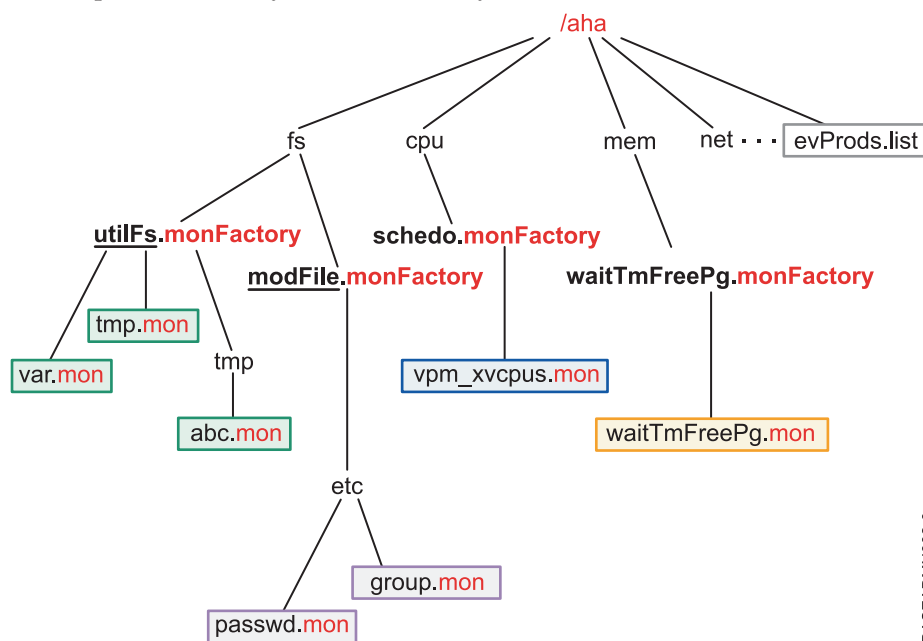 /aha
fs
cpu
mem
net
evProds.list
utilFs.monFactory
schedo.monFactory
modFile.monFactory
waitTmFreePg.monFactory
tmp.mon
tmp
var.mon
vpm_xvcpus.mon
abc.mon
waitTmFreePg.mon
etc
group.mon
passwd.mon